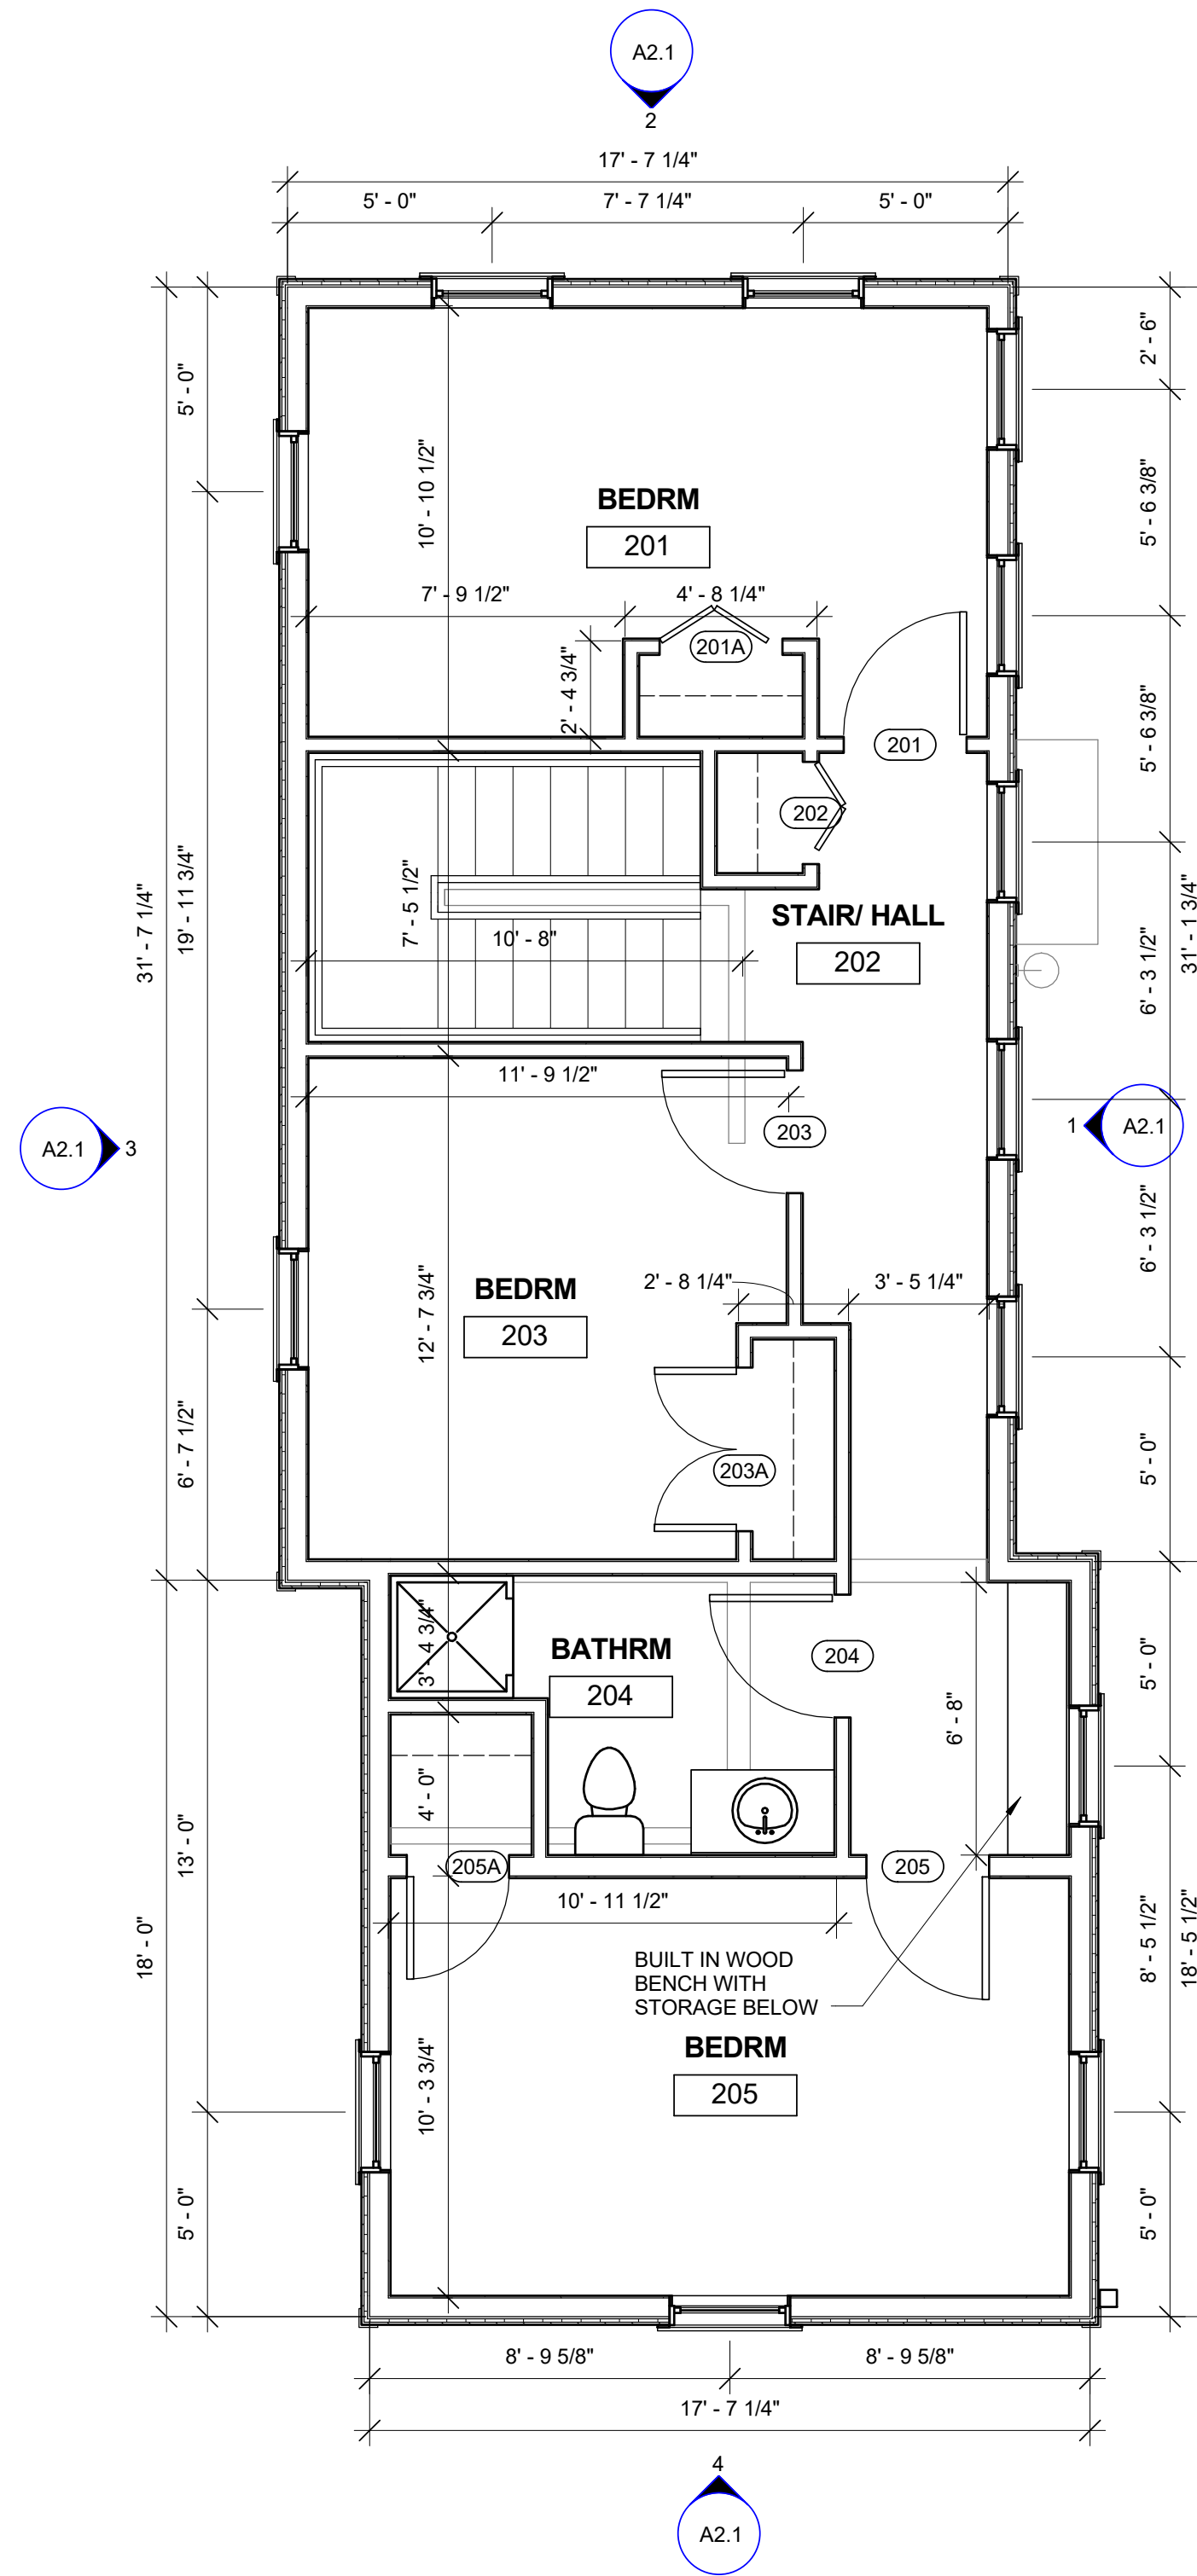 A2.1
2
17' - 7 1/4"
5' - 0"
7' - 7 1/4"
5' - 0"
2' - 6"
5' - 0"
10' - 10 1/2"
5' - 6 3/8"
BEDRM
201
7' - 9 1/2"
4' - 8 1/4"
201A
2' - 4 3/4"
201
5' - 6 3/8"
202
7' - 5 1/2"
STAIR/ HALL
202
10' - 8"
31' - 7 1/4"
19' - 11 3/4"
6' - 3 1/2"
31' - 1 3/4"
11' - 9 1/2"
203
A2.1
3
1
A2.1
6' - 3 1/2"
2' - 8 1/4"
3' - 5 1/4"
BEDRM
203
12' - 7 3/4"
6' - 7 1/2"
203A
5' - 0"
3' - 4 3/4"
BATHRM
204
204
5' - 0"
6' - 8"
4' - 0"
13' - 0"
205A
205
10' - 11 1/2"
18' - 0"
8' - 5 1/2"
18' - 5 1/2"
BUILT IN WOOD
BENCH WITH
STORAGE BELOW
BEDRM
205
10' - 3 3/4"
5' - 0"
5' - 0"
8' - 9 5/8"
8' - 9 5/8"
17' - 7 1/4"
4
A2.1